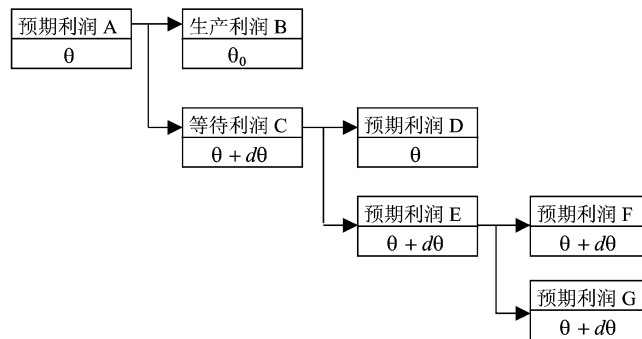 预期利润 A
θ
生产利润 B
θ₀
等待利润 C
θ + dθ
预期利润 D
θ
预期利润 E
θ + dθ
预期利润 F
θ + dθ
预期利润 G
θ + dθ